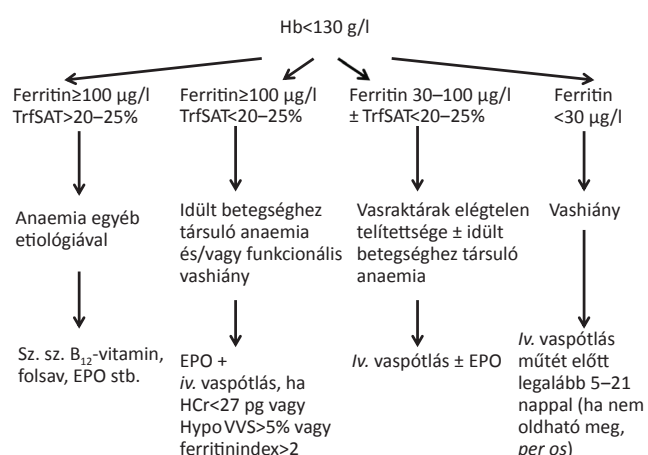 Hb<130 g/l
Ferritin≥100 μg/l
TrfSAT>20–25%
Ferritin≥100 μg/l
TrfSAT<20–25%
Ferritin 30–100 μg/l
± TrfSAT<20–25%
Ferritin
<30 μg/l
Anaemia egyéb
etiológiával
Idült betegséghez
társuló anaemia
és/vagy funkcionális
vashiány
Vasraktárak elégtelen
telítettsége ± idült
betegséghez társuló
anaemia
Vashiány
Sz. sz. B₁₂-vitamin,
folsav, EPO stb.
EPO +
iv. vaspótlás, ha
HCr<27 pg vagy
Hypo VVS>5% vagy
ferritinindex>2
Iv. vaspótlás ± EPO
Iv. vaspótlás
műtét előtt
legalább 5–21
nappal (ha nem
oldható meg,
per os)